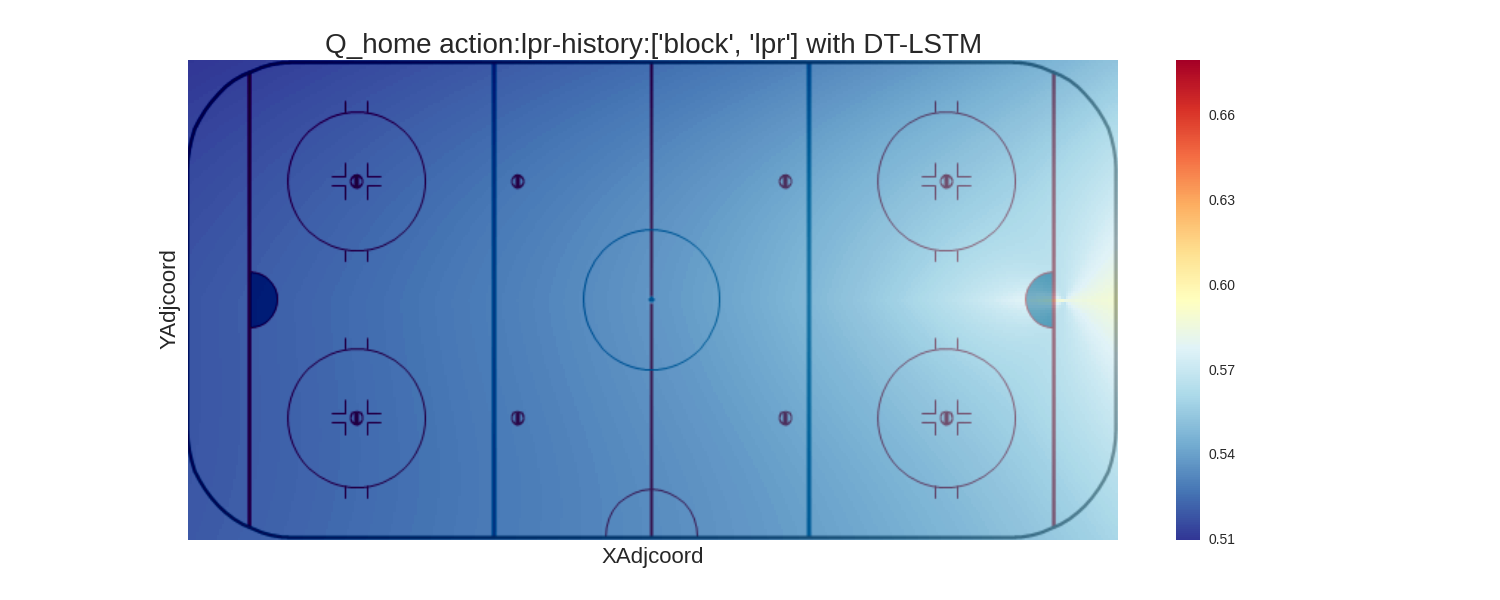 Q_home action:lpr-history:['block', 'lpr'] with DT-LSTM
YAdjcoord
XAdjcoord
0.66
0.63
0.60
0.57
0.54
0.51